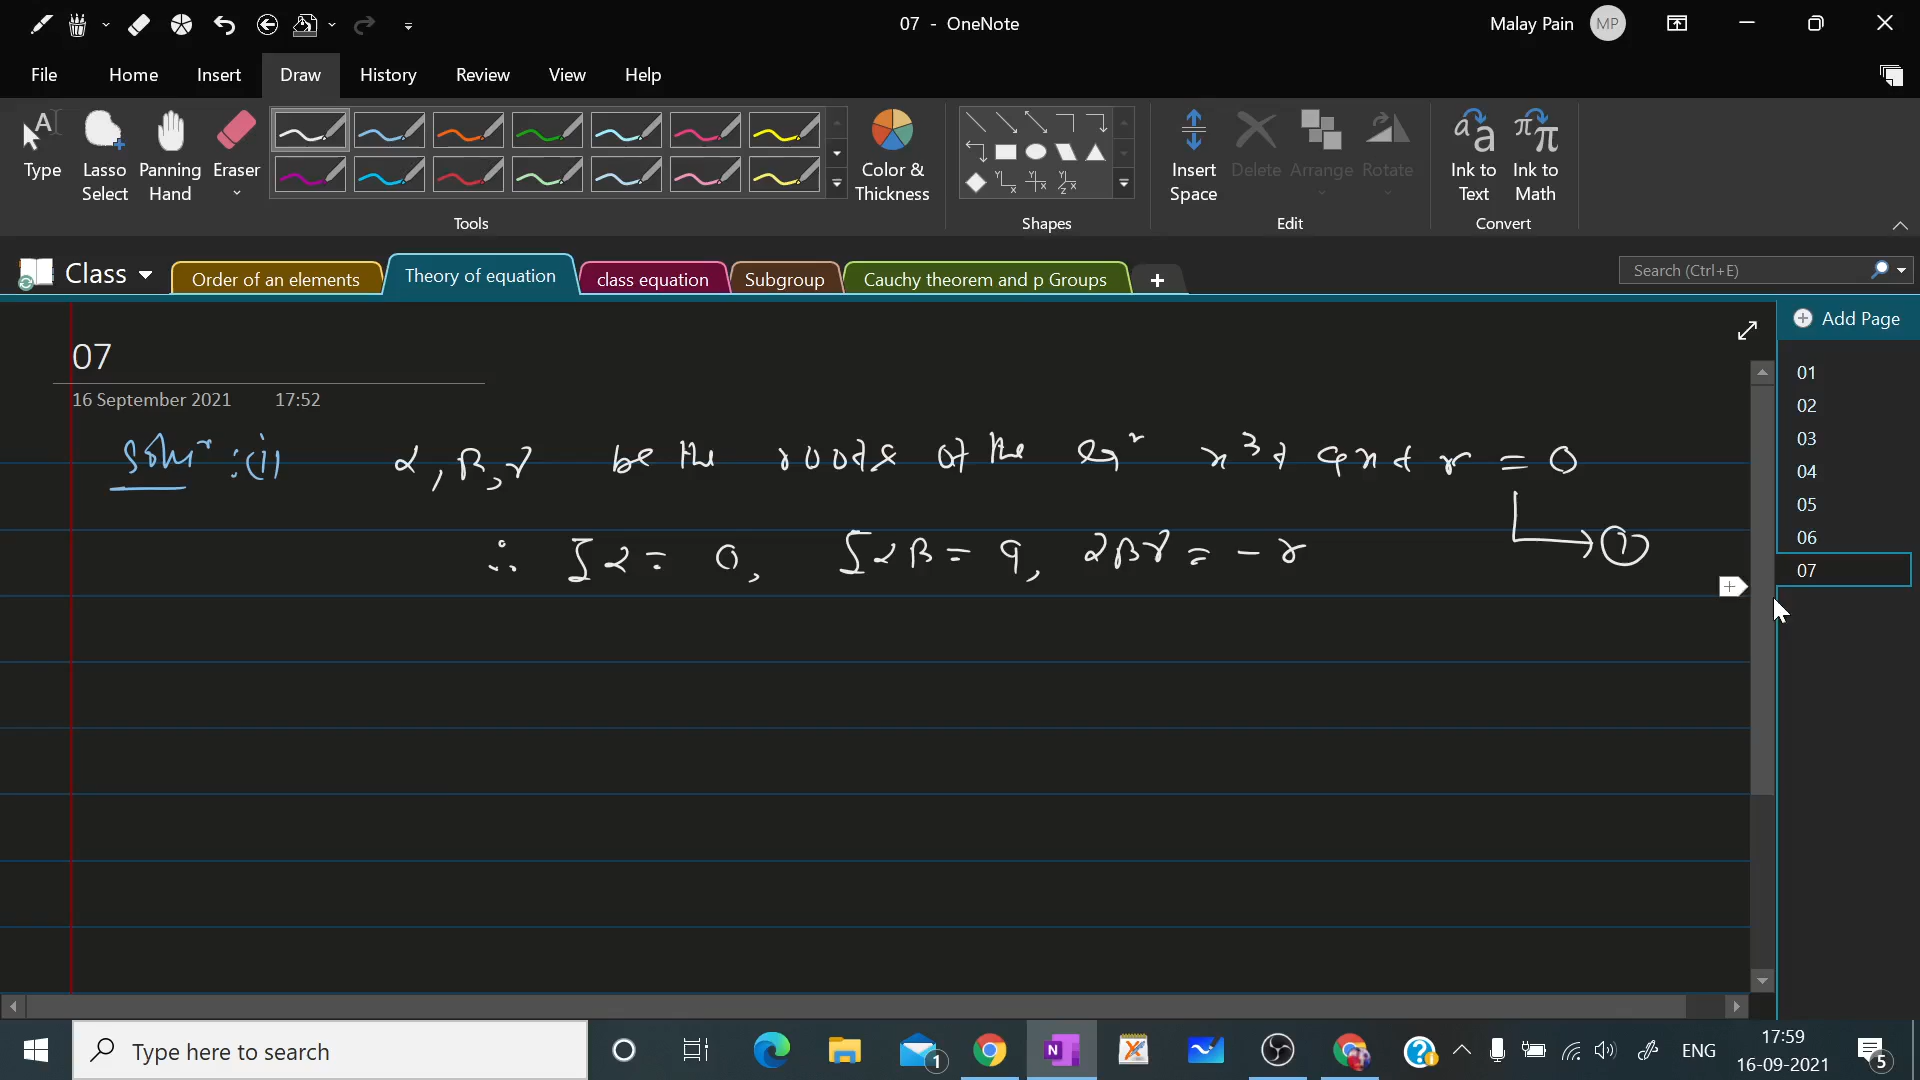 07 - OneNote
Malay Pain MP
File Home Insert Draw History Review View Help
Type
Lasso Select
Panning Hand
Eraser
Color & Thickness
Insert Space
Delete
Arrange
Rotate
Ink to Text
Ink to Math
Tools Shapes Edit Convert
Class Order of an elements Theory of equation class equation Subgroup Cauchy theorem and p Groups + Search (Ctrl+E)
Add Page
07
16 September 2021 17:52
01
02
03
04
05
06
07
Soluⁿ :(i) α, β, γ be the roots of the eqⁿ x³ + qx + r = 0
→ ①
∴ Σα = 0, Σαβ = q, αβγ = - r
Type here to search
1
ENG
17:59
16-09-2021
5